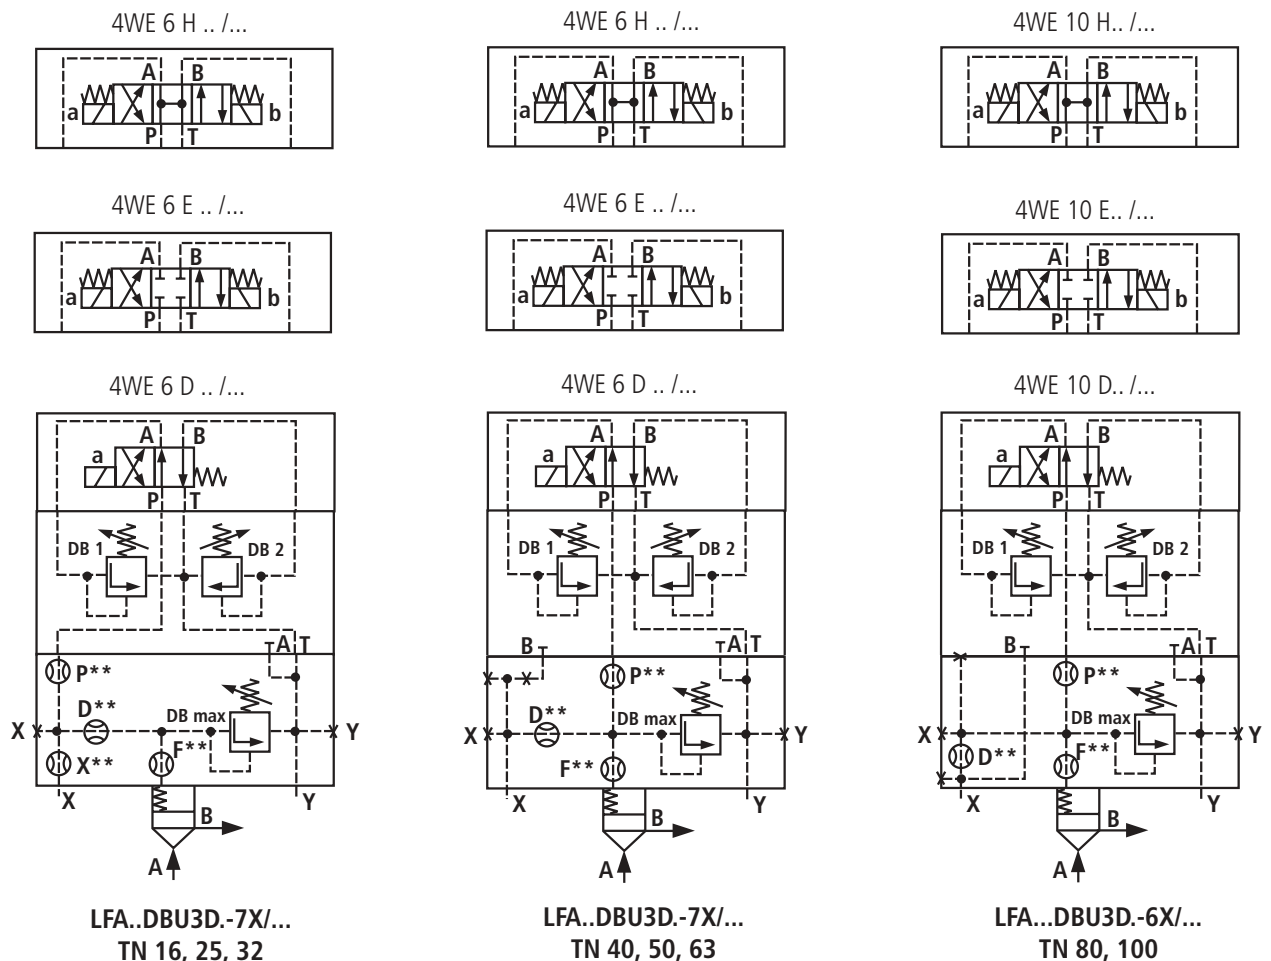 4WE 6 H .. /...
A
B
a
b
P
T
4WE 6 E .. /...
A
B
a
b
P
T
4WE 6 D .. /...
A
B
a
P
T
DB 1
DB 2
A
T
P**
D**
DB max
X
Y
X**
F**
X
Y
B
A
LFA..DBU3D.-7X/...
TN 16, 25, 32
4WE 6 H .. /...
A
B
a
b
P
T
4WE 6 E .. /...
A
B
a
b
P
T
4WE 6 D .. /...
A
B
a
P
T
DB 1
DB 2
B
A
T
P**
D**
DB max
X
Y
F**
X
Y
B
A
LFA..DBU3D.-7X/...
TN 40, 50, 63
4WE 10 H.. /...
A
B
a
b
P
T
4WE 10 E.. /...
A
B
a
b
P
T
4WE 10 D.. /...
A
B
a
P
T
DB 1
DB 2
B
A
T
P**
DB max
X
Y
D**
F**
X
Y
B
A
LFA...DBU3D.-6X/...
TN 80, 100